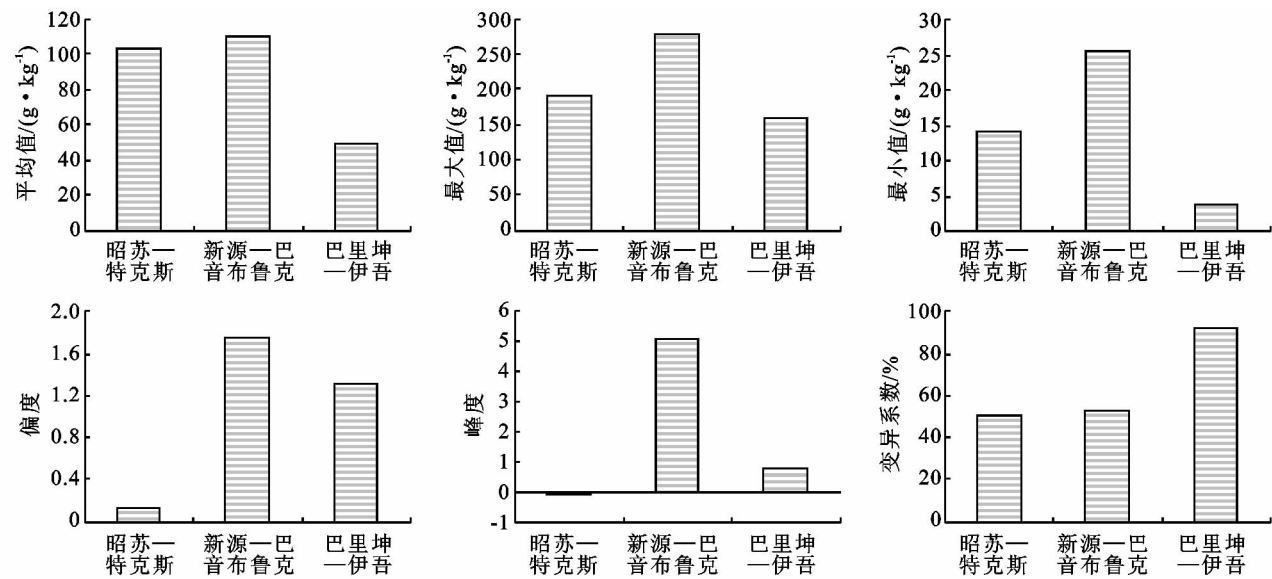 平均值/(g·kg⁻¹)
120
100
80
60
40
20
0
昭苏—
特克斯
新源—巴
音布鲁克
巴里坤
—伊吾
最大值/(g·kg⁻¹)
300
250
200
150
100
50
0
昭苏—
特克斯
新源—巴
音布鲁克
巴里坤
—伊吾
最小值/(g·kg⁻¹)
30
25
20
15
10
5
0
昭苏—
特克斯
新源—巴
音布鲁克
巴里坤
—伊吾
偏度
2.0
1.6
1.2
0.8
0.4
0
昭苏—
特克斯
新源—巴
音布鲁克
巴里坤
—伊吾
峰度
6
5
4
3
2
1
0
-1
昭苏—
特克斯
新源—巴
音布鲁克
巴里坤
—伊吾
变异系数/%
100
80
60
40
20
0
昭苏—
特克斯
新源—巴
音布鲁克
巴里坤
—伊吾